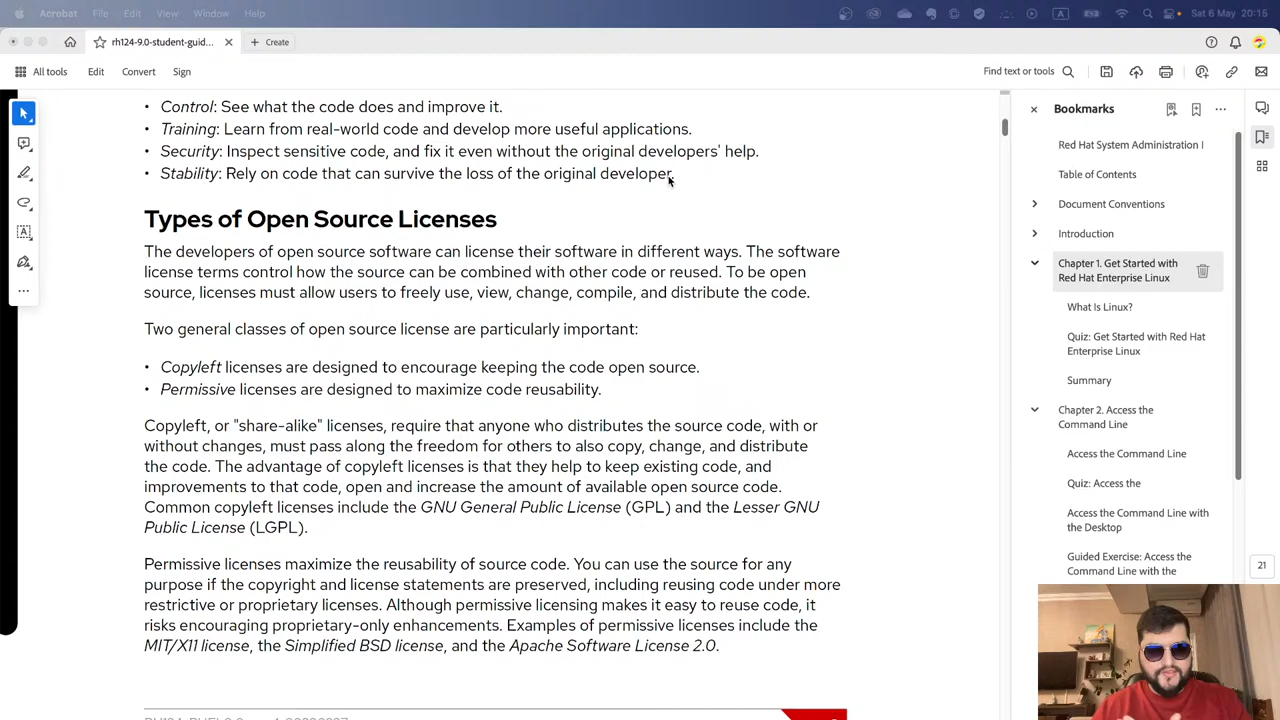 Acrobat File Edit View Window Help A Sat 6 May 20:15
rh124-9.0-student-guid... Create
All tools Edit Convert Sign Find text or tools
• Control: See what the code does and improve it.
• Training: Learn from real-world code and develop more useful applications.
• Security: Inspect sensitive code, and fix it even without the original developers' help.
• Stability: Rely on code that can survive the loss of the original developer.
Types of Open Source Licenses
The developers of open source software can license their software in different ways. The software
license terms control how the source can be combined with other code or reused. To be open
source, licenses must allow users to freely use, view, change, compile, and distribute the code.
Two general classes of open source license are particularly important:
• Copyleft licenses are designed to encourage keeping the code open source.
• Permissive licenses are designed to maximize code reusability.
Copyleft, or "share-alike" licenses, require that anyone who distributes the source code, with or
without changes, must pass along the freedom for others to also copy, change, and distribute
the code. The advantage of copyleft licenses is that they help to keep existing code, and
improvements to that code, open and increase the amount of available open source code.
Common copyleft licenses include the GNU General Public License (GPL) and the Lesser GNU
Public License (LGPL).
Permissive licenses maximize the reusability of source code. You can use the source for any
purpose if the copyright and license statements are preserved, including reusing code under more
restrictive or proprietary licenses. Although permissive licensing makes it easy to reuse code, it
risks encouraging proprietary-only enhancements. Examples of permissive licenses include the
MIT/X11 license, the Simplified BSD license, and the Apache Software License 2.0.
Bookmarks
Red Hat System Administration I
Table of Contents
Document Conventions
Introduction
Chapter 1. Get Started with
Red Hat Enterprise Linux
What Is Linux?
Quiz: Get Started with Red Hat
Enterprise Linux
Summary
Chapter 2. Access the
Command Line
Access the Command Line
Quiz: Access the
Access the Command Line with
the Desktop
Guided Exercise: Access the
Command Line with the
21